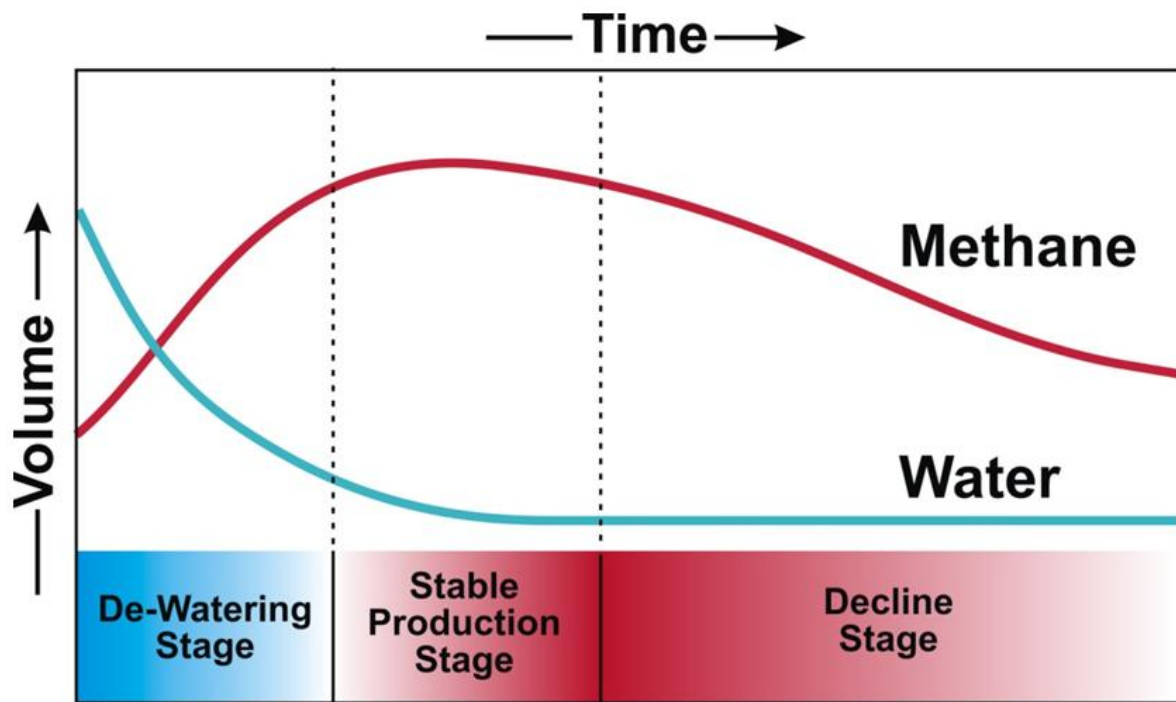 Time
Volume
Methane
Water
De-Watering
Stage
Stable
Production
Stage
Decline
Stage